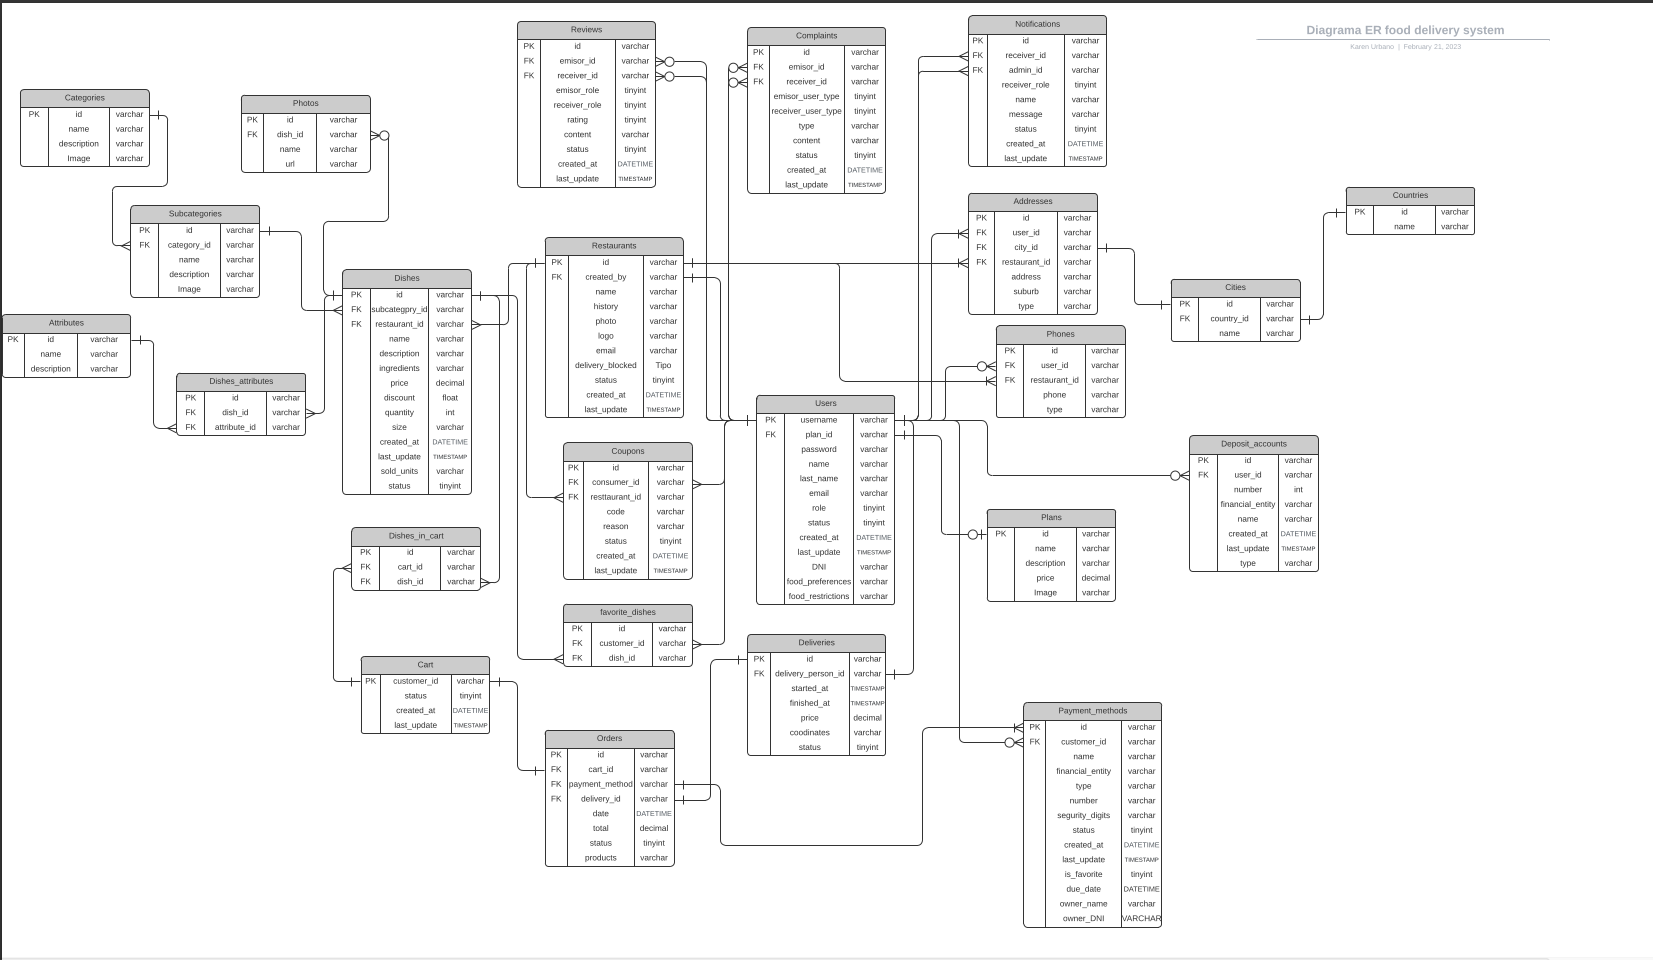 Diagrama ER food delivery system
Karen Urbano | February 21, 2023
Categories
PK id varchar
name varchar
description varchar
Image varchar
Photos
PK id varchar
FK dish_id varchar
name varchar
url varchar
Reviews
PK id varchar
FK emisor_id varchar
FK receiver_id varchar
emisor_role tinyint
receiver_role tinyint
rating tinyint
content varchar
status tinyint
created_at DATETIME
last_update TIMESTAMP
Complaints
PK id varchar
FK emisor_id varchar
FK receiver_id varchar
emisor_user_type tinyint
receiver_user_type tinyint
type varchar
content varchar
status tinyint
created_at DATETIME
last_update TIMESTAMP
Notifications
PK id varchar
FK receiver_id varchar
FK admin_id varchar
receiver_role tinyint
name varchar
message varchar
status tinyint
created_at DATETIME
last_update TIMESTAMP
Subcategories
PK id varchar
FK category_id varchar
name varchar
description varchar
Image varchar
Dishes
PK id varchar
FK subcategpry_id varchar
FK restaurant_id varchar
name varchar
description varchar
ingredients varchar
price decimal
discount float
quantity int
size varchar
created_at DATETIME
last_update TIMESTAMP
sold_units varchar
status tinyint
Restaurants
PK id varchar
FK created_by varchar
name varchar
history varchar
photo varchar
logo varchar
email varchar
delivery_blocked Tipo
status tinyint
created_at DATETIME
last_update TIMESTAMP
Addresses
PK id varchar
FK user_id varchar
FK city_id varchar
FK restaurant_id varchar
address varchar
suburb varchar
type varchar
Countries
PK id varchar
name varchar
Cities
PK id varchar
FK country_id varchar
name varchar
Attributes
PK id varchar
name varchar
description varchar
Dishes_attributes
PK id varchar
FK dish_id varchar
FK attribute_id varchar
Phones
PK id varchar
FK user_id varchar
FK restaurant_id varchar
phone varchar
type varchar
Users
PK username varchar
FK plan_id varchar
password varchar
name varchar
last_name varchar
email varchar
role tinyint
status tinyint
created_at DATETIME
last_update TIMESTAMP
DNI varchar
food_preferences varchar
food_restrictions varchar
Coupons
PK id varchar
FK consumer_id varchar
FK resttaurant_id varchar
code varchar
reason varchar
status tinyint
created_at DATETIME
last_update TIMESTAMP
Deposit_accounts
PK id varchar
FK user_id varchar
number int
financial_entity varchar
name varchar
created_at DATETIME
last_update TIMESTAMP
type varchar
Plans
PK id varchar
name varchar
description varchar
price decimal
Image varchar
Dishes_in_cart
PK id varchar
FK cart_id varchar
FK dish_id varchar
favorite_dishes
PK id varchar
FK customer_id varchar
FK dish_id varchar
Deliveries
PK id varchar
FK delivery_person_id varchar
started_at TIMESTAMP
finished_at TIMESTAMP
price decimal
coodinates varchar
status tinyint
Cart
PK customer_id varchar
status tinyint
created_at DATETIME
last_update TIMESTAMP
Orders
PK id varchar
FK cart_id varchar
FK payment_method varchar
FK delivery_id varchar
date DATETIME
total decimal
status tinyint
products varchar
Payment_methods
PK id varchar
FK customer_id varchar
name varchar
financial_entity varchar
type varchar
number varchar
segurity_digits varchar
status tinyint
created_at DATETIME
last_update TIMESTAMP
is_favorite tinyint
due_date DATETIME
owner_name varchar
owner_DNI VARCHAR